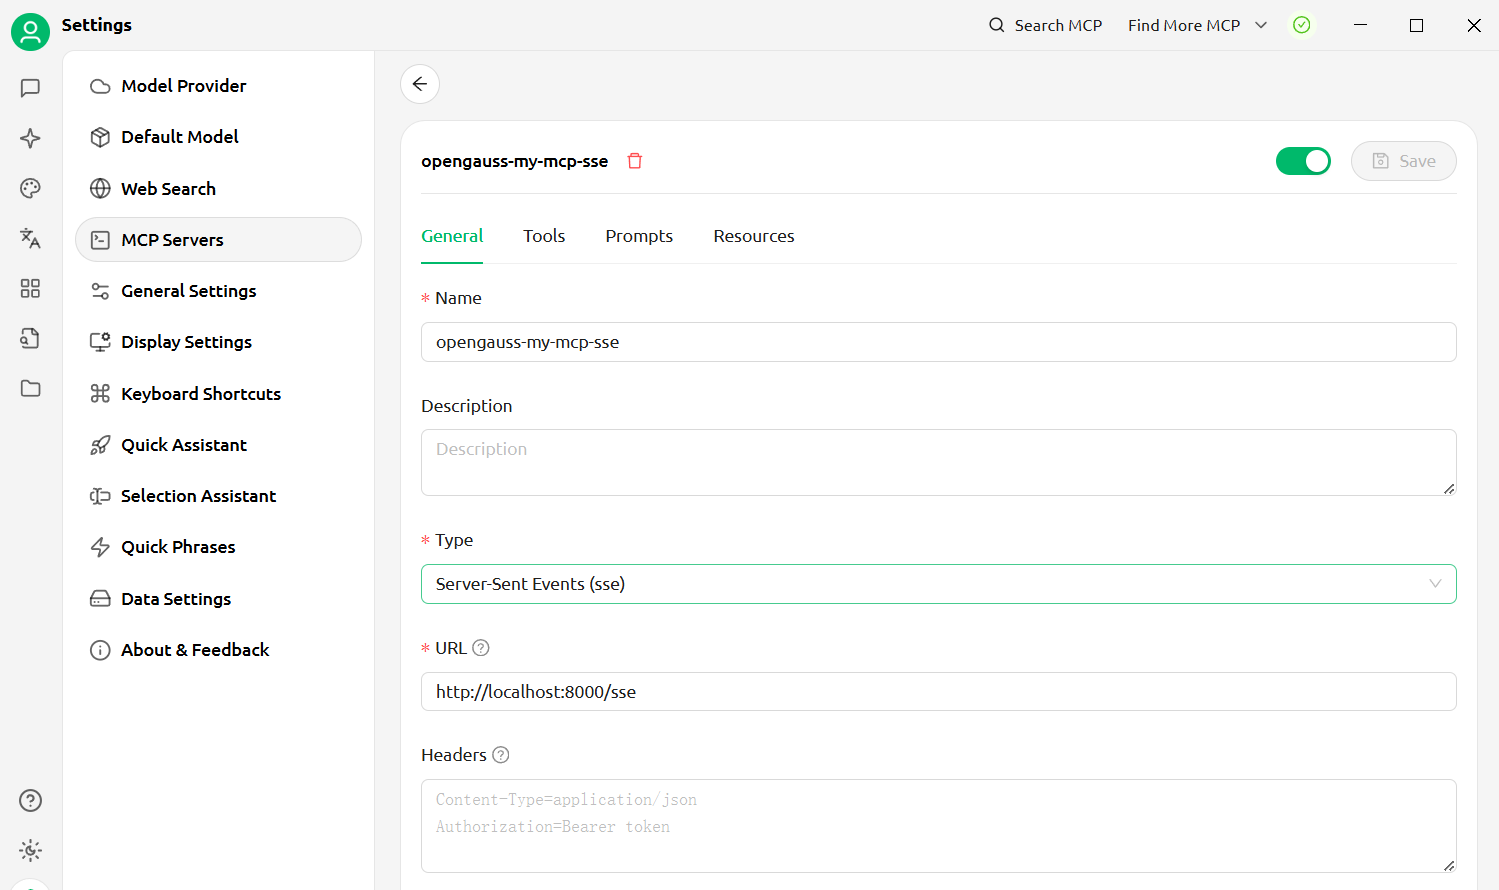 Settings
Search MCP
Find More MCP
Model Provider
Default Model
Web Search
MCP Servers
General Settings
Display Settings
Keyboard Shortcuts
Quick Assistant
Selection Assistant
Quick Phrases
Data Settings
About & Feedback
opengauss-my-mcp-sse
Save
General Tools Prompts Resources
* Name
opengauss-my-mcp-sse
Description
Description
* Type
Server-Sent Events (sse)
* URL
http://localhost:8000/sse
Headers
Content-Type=application/json
Authorization=Bearer token